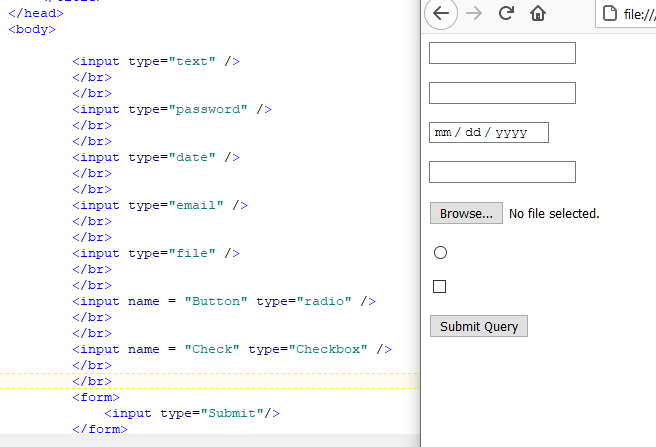 </head>
<body>
<input type="text" />
</br>
</br>
<input type="password" />
</br>
</br>
<input type="date" />
</br>
</br>
<input type="email" />
</br>
</br>
<input type="file" />
</br>
</br>
<input name = "Button" type="radio" />
</br>
</br>
<input name = "Check" type="Checkbox" />
</br>
</br>
<form>
<input type="Submit"/>
</form>
file:///
mm / dd / yyyy
Browse... No file selected.
Submit Query